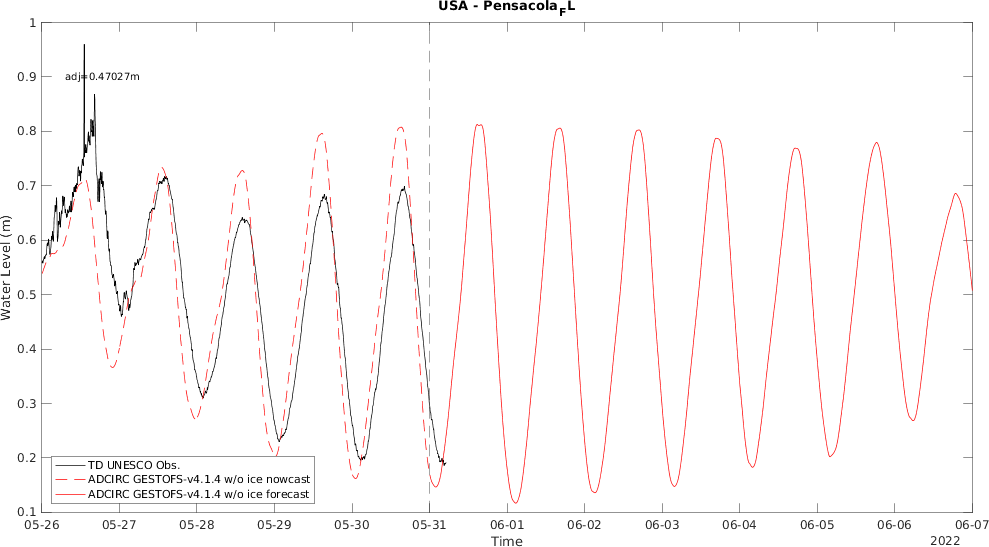 USA - Pensacola_FL
adj=0.47027m
Water Level (m)
1
0.9
0.8
0.7
0.6
0.5
0.4
0.3
0.2
0.1
TD UNESCO Obs.
ADCIRC GESTOFS-v4.1.4 w/o ice nowcast
ADCIRC GESTOFS-v4.1.4 w/o ice forecast
05-26 05-27 05-28 05-29 05-30 05-31 06-01 06-02 06-03 06-04 06-05 06-06 06-07
Time
2022